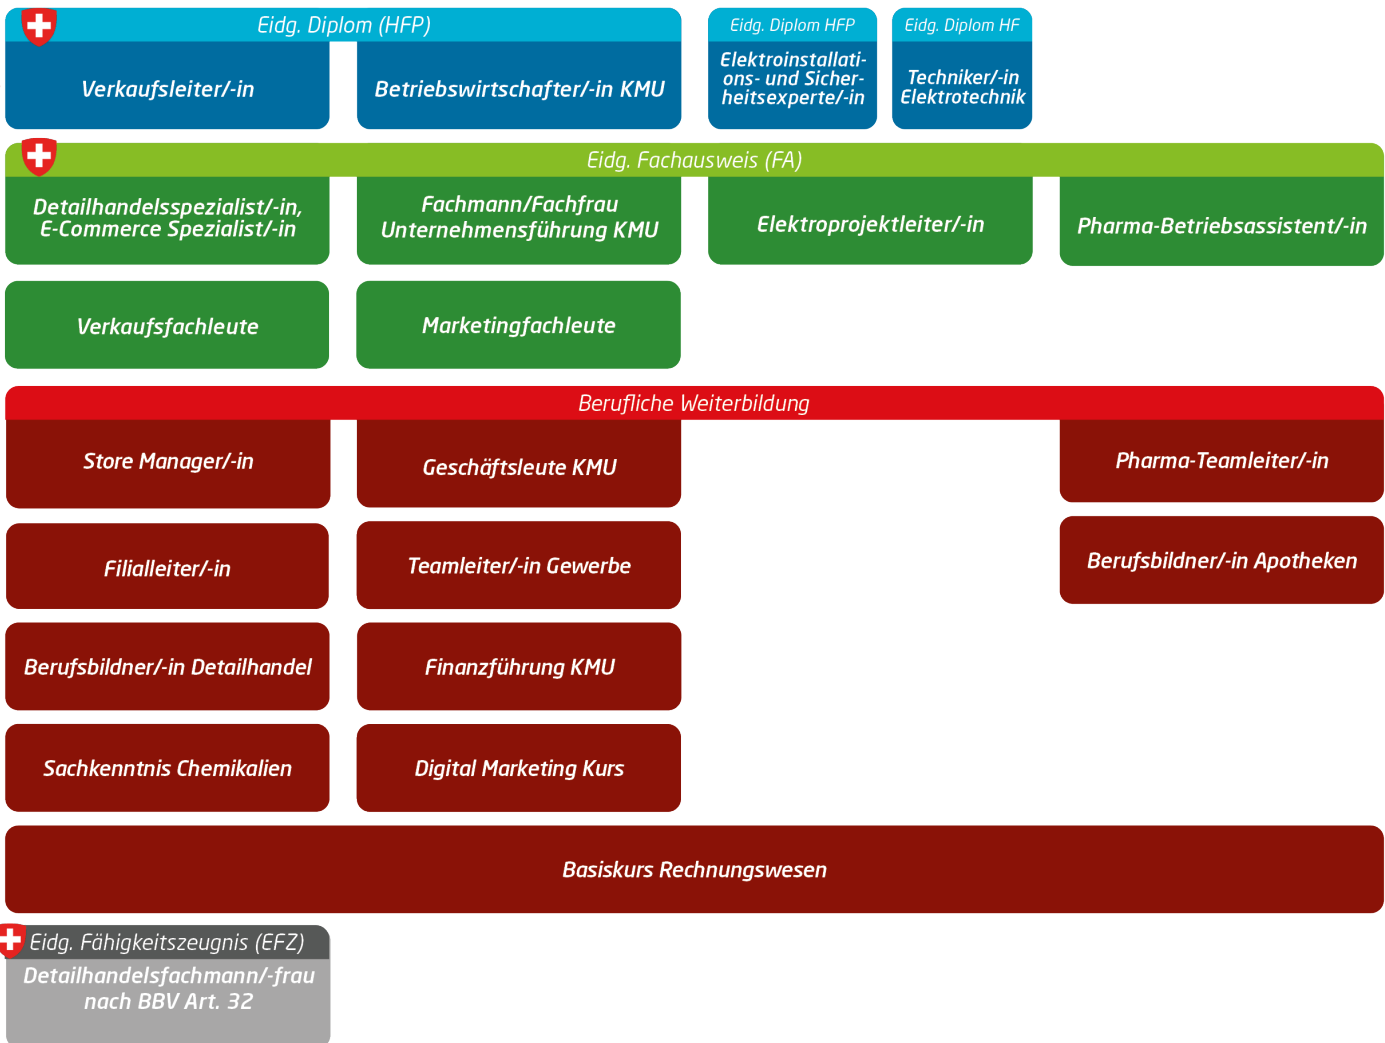 Eidg. Diplom (HFP)
Verkaufsleiter/-in
Betriebswirtschafter/-in KMU
Eidg. Diplom HFP
Elektroinstallati-
ons- und Sicher-
heitsexperte/-in
Eidg. Diplom HF
Techniker/-in
Elektrotechnik
Eidg. Fachausweis (FA)
Detailhandelsspezialist/-in,
E-Commerce Spezialist/-in
Fachmann/Fachfrau
Unternehmensführung KMU
Elektroprojektleiter/-in
Pharma-Betriebsassistent/-in
Verkaufsfachleute
Marketingfachleute
Berufliche Weiterbildung
Store Manager/-in
Geschäftsleute KMU
Pharma-Teamleiter/-in
Filialleiter/-in
Teamleiter/-in Gewerbe
Berufsbildner/-in Apotheken
Berufsbildner/-in Detailhandel
Finanzführung KMU
Sachkenntnis Chemikalien
Digital Marketing Kurs
Basiskurs Rechnungswesen
Eidg. Fähigkeitszeugnis (EFZ)
Detailhandelsfachmann/-frau
nach BBV Art. 32